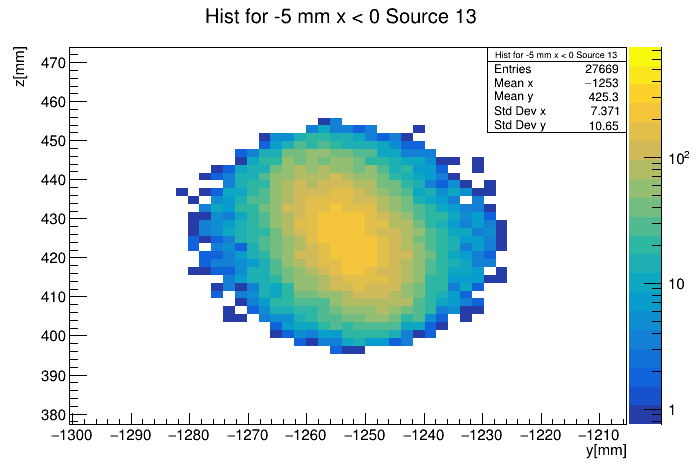 Hist for -5 mm x < 0 Source 13
z[mm]
Hist for -5 mm x < 0 Source 13
Entries 27669
Mean x −1253
Mean y 425.3
Std Dev x 7.371
Std Dev y 10.65
470
460
450
440
430
420
410
400
390
380
10²
10
1
−1300 −1290 −1280 −1270 −1260 −1250 −1240 −1230 −1220 −1210
y[mm]